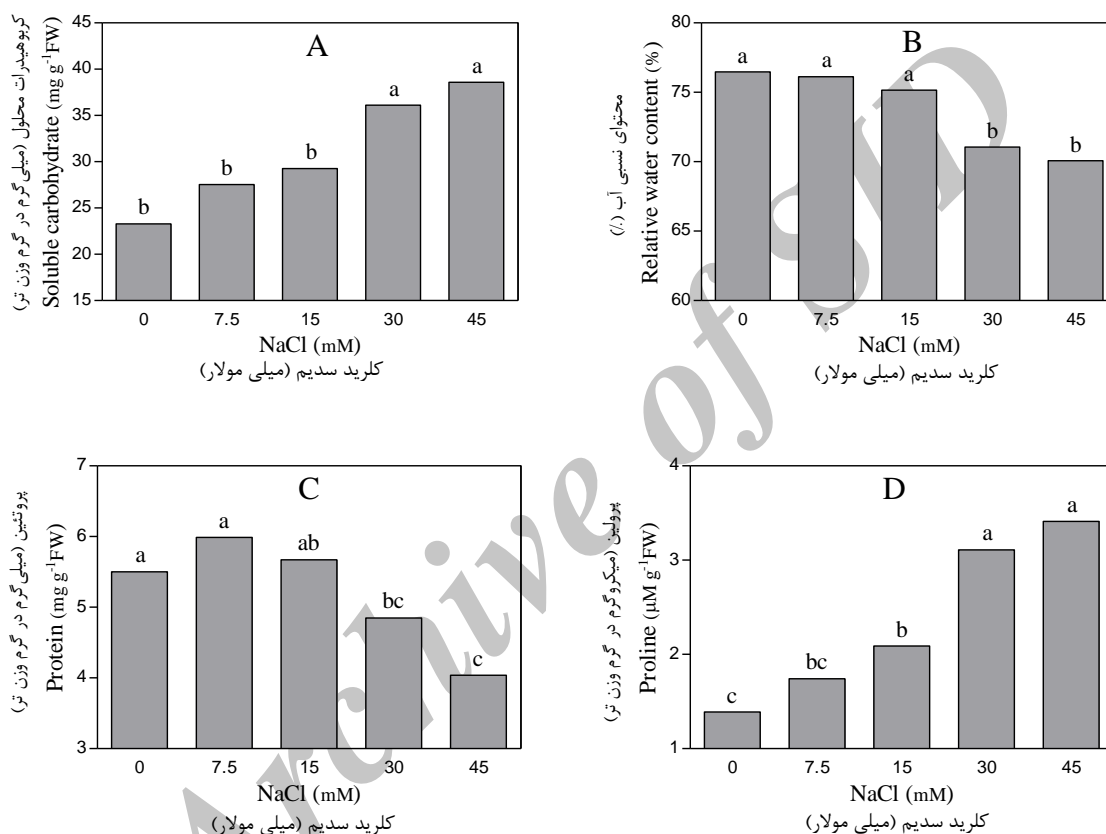 A
کربوهیدرات محلول (میلی‌گرم در گرم وزن تر)
Soluble carbohydrate (mg g⁻¹FW)
45
40
35
30
25
20
15
b
b
b
a
a
0 7.5 15 30 45
NaCl (mM)
کلرید سدیم (میلی مولار)
B
محتوای نسبی آب (٪)
Relative water content (%)
80
75
70
65
60
a
a
a
b
b
0 7.5 15 30 45
NaCl (mM)
کلرید سدیم (میلی مولار)
C
پروتئین (میلی‌گرم در گرم وزن تر)
Protein (mg g⁻¹FW)
7
6
5
4
3
a
a
ab
bc
c
0 7.5 15 30 45
NaCl (mM)
کلرید سدیم (میلی مولار)
D
پرولین (میکروگرم در گرم وزن تر)
Proline (μM g⁻¹FW)
4
3
2
1
c
bc
b
a
a
0 7.5 15 30 45
NaCl (mM)
کلرید سدیم (میلی مولار)
Archive of SID